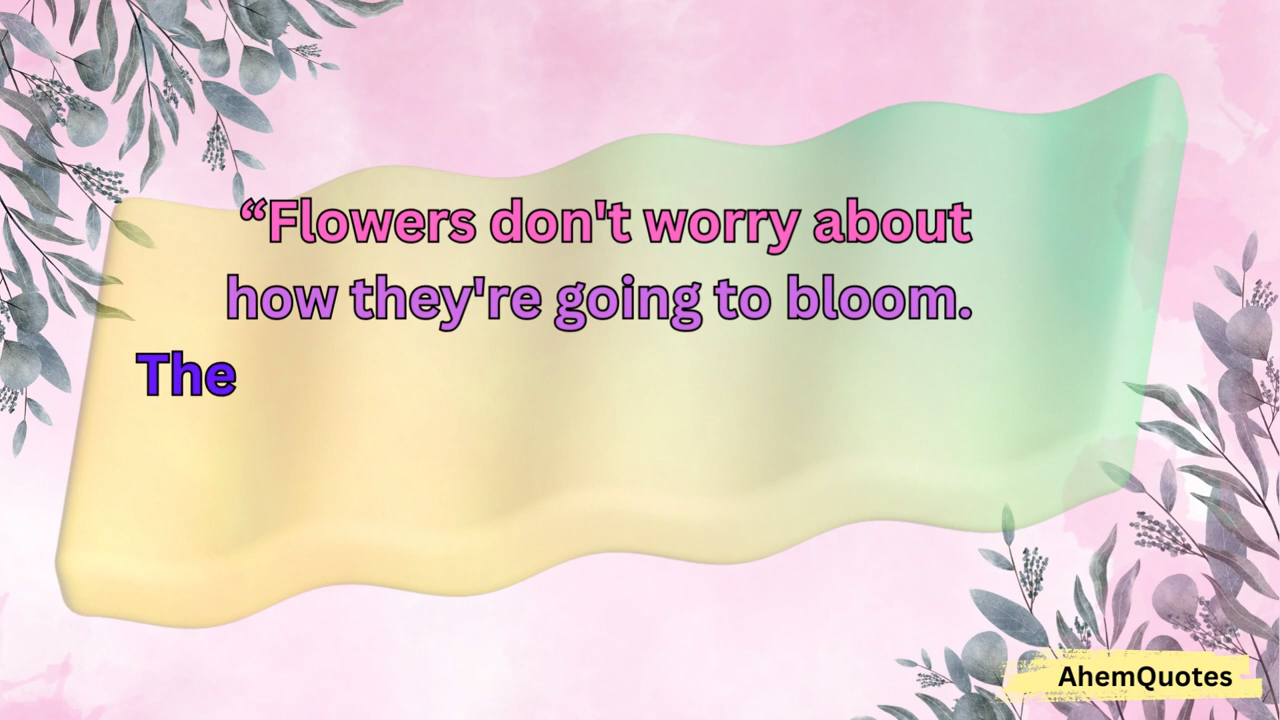 “Flowers don't worry about
how they're going to bloom.
The
AhemQuotes